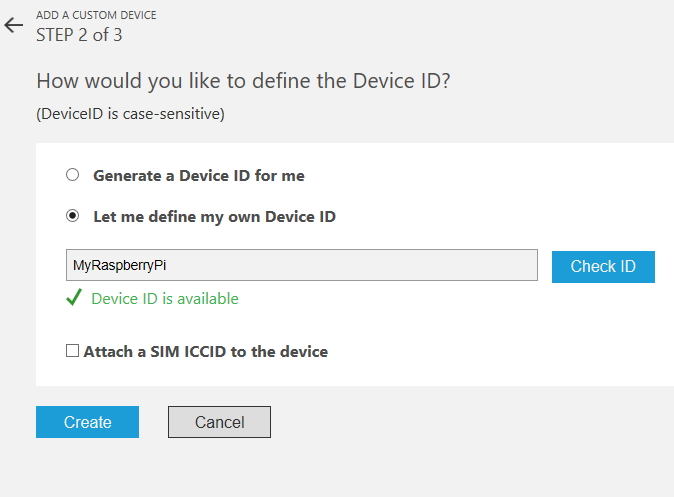 ADD A CUSTOM DEVICE
STEP 2 of 3
How would you like to define the Device ID?
(DeviceID is case-sensitive)
Generate a Device ID for me
Let me define my own Device ID
MyRaspberryPi
Check ID
Device ID is available
Attach a SIM ICCID to the device
Create
Cancel